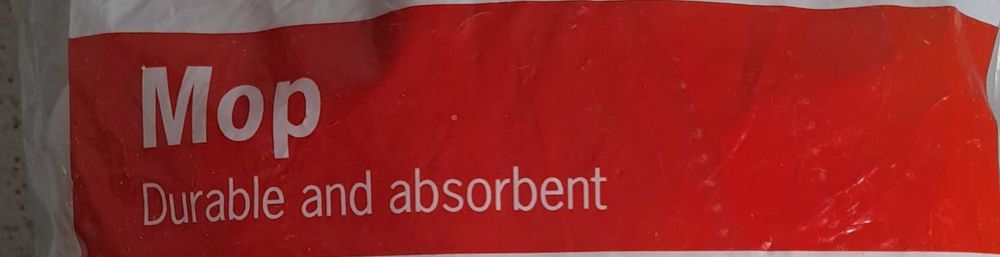 Mop
Durable and absorbent